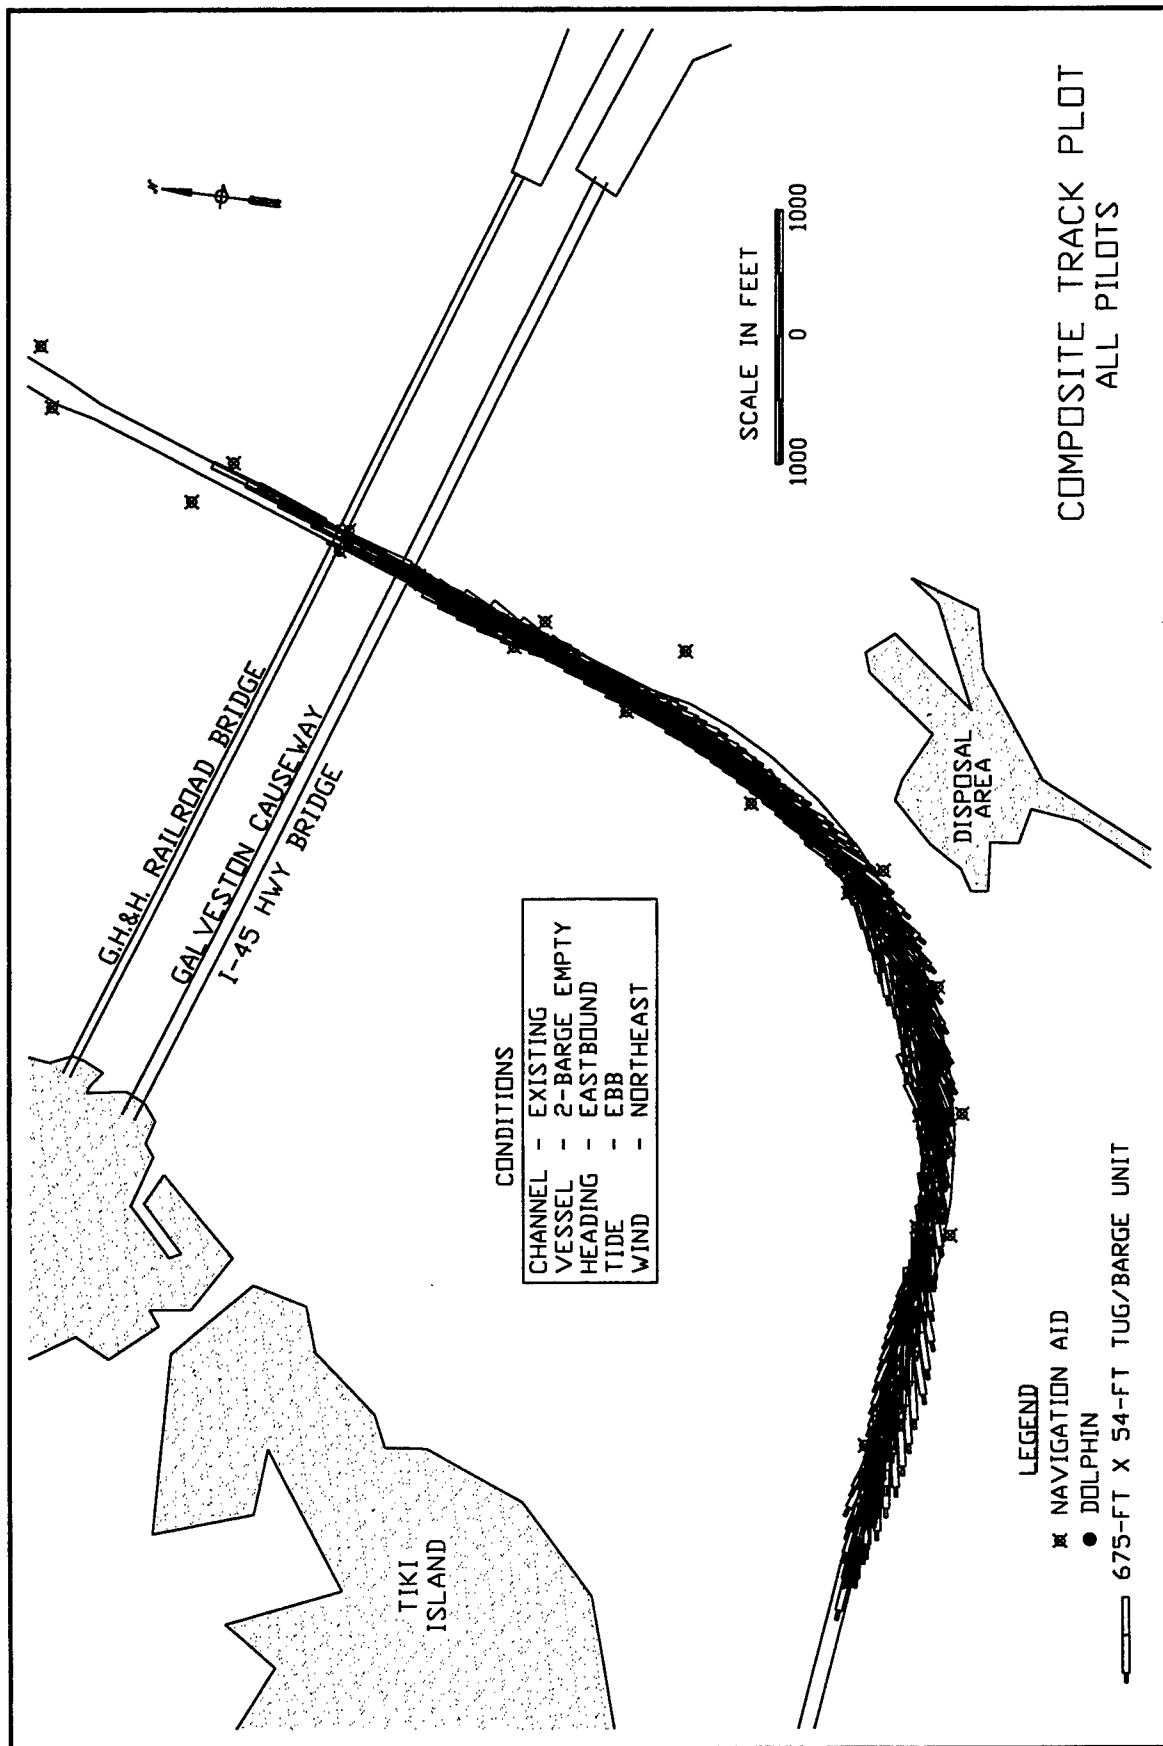 N
G.H.&H. RAILROAD BRIDGE
GALVESTON CAUSEWAY
I-45 HWY BRIDGE
TIKI
ISLAND
CONDITIONS
CHANNEL - EXISTING
VESSEL - 2-BARGE EMPTY
HEADING - EASTBOUND
TIDE - EBB
WIND - NORTHEAST
SCALE IN FEET
1000 0 1000
DISPOSAL
AREA
LEGEND
NAVIGATION AID
DOLPHIN
675-FT X 54-FT TUG/BARGE UNIT
COMPOSITE TRACK PLOT
ALL PILOTS